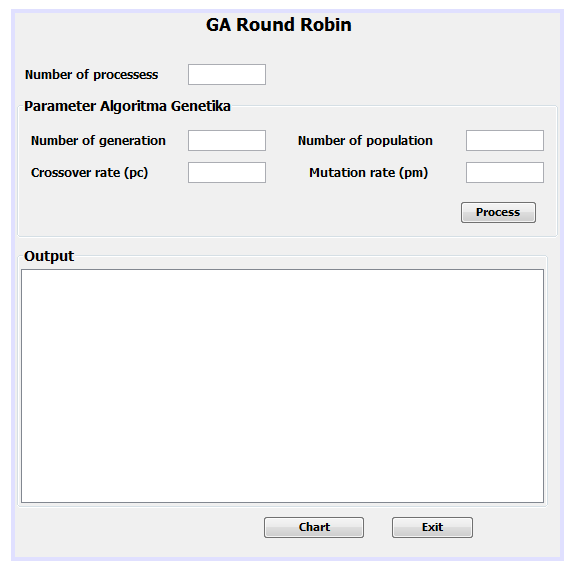 GA Round Robin
Number of processess
Parameter Algoritma Genetika
Number of generation
Number of population
Crossover rate (pc)
Mutation rate (pm)
Process
Output
Chart
Exit